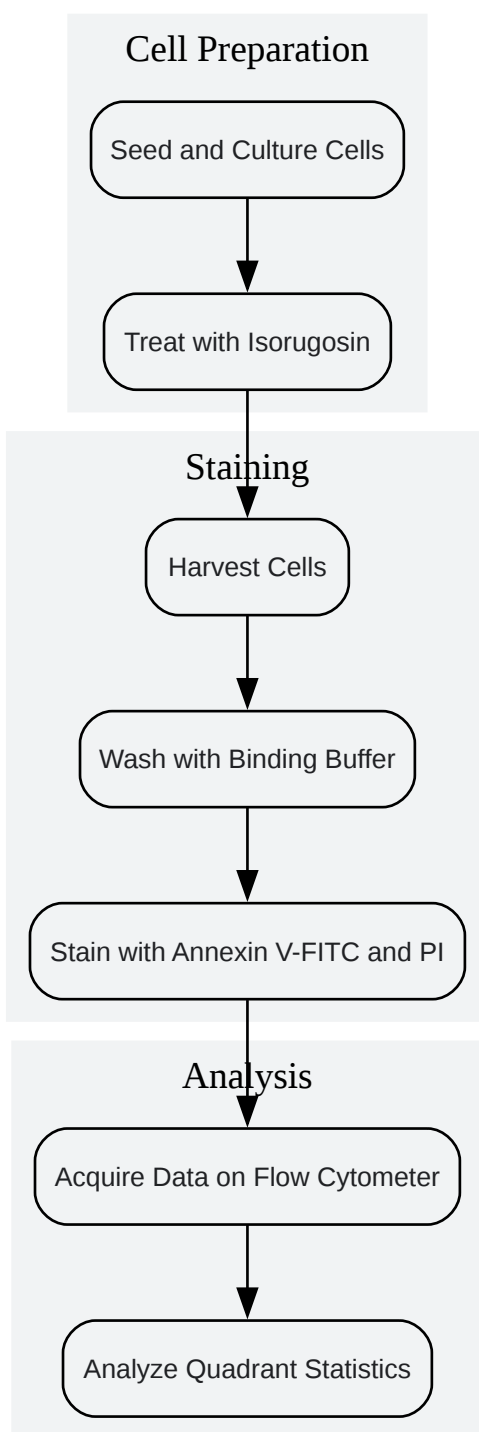 Cell Preparation
Seed and Culture Cells
Treat with Isorugosin
Staining
Harvest Cells
Wash with Binding Buffer
Stain with Annexin V-FITC and PI
Analysis
Acquire Data on Flow Cytometer
Analyze Quadrant Statistics